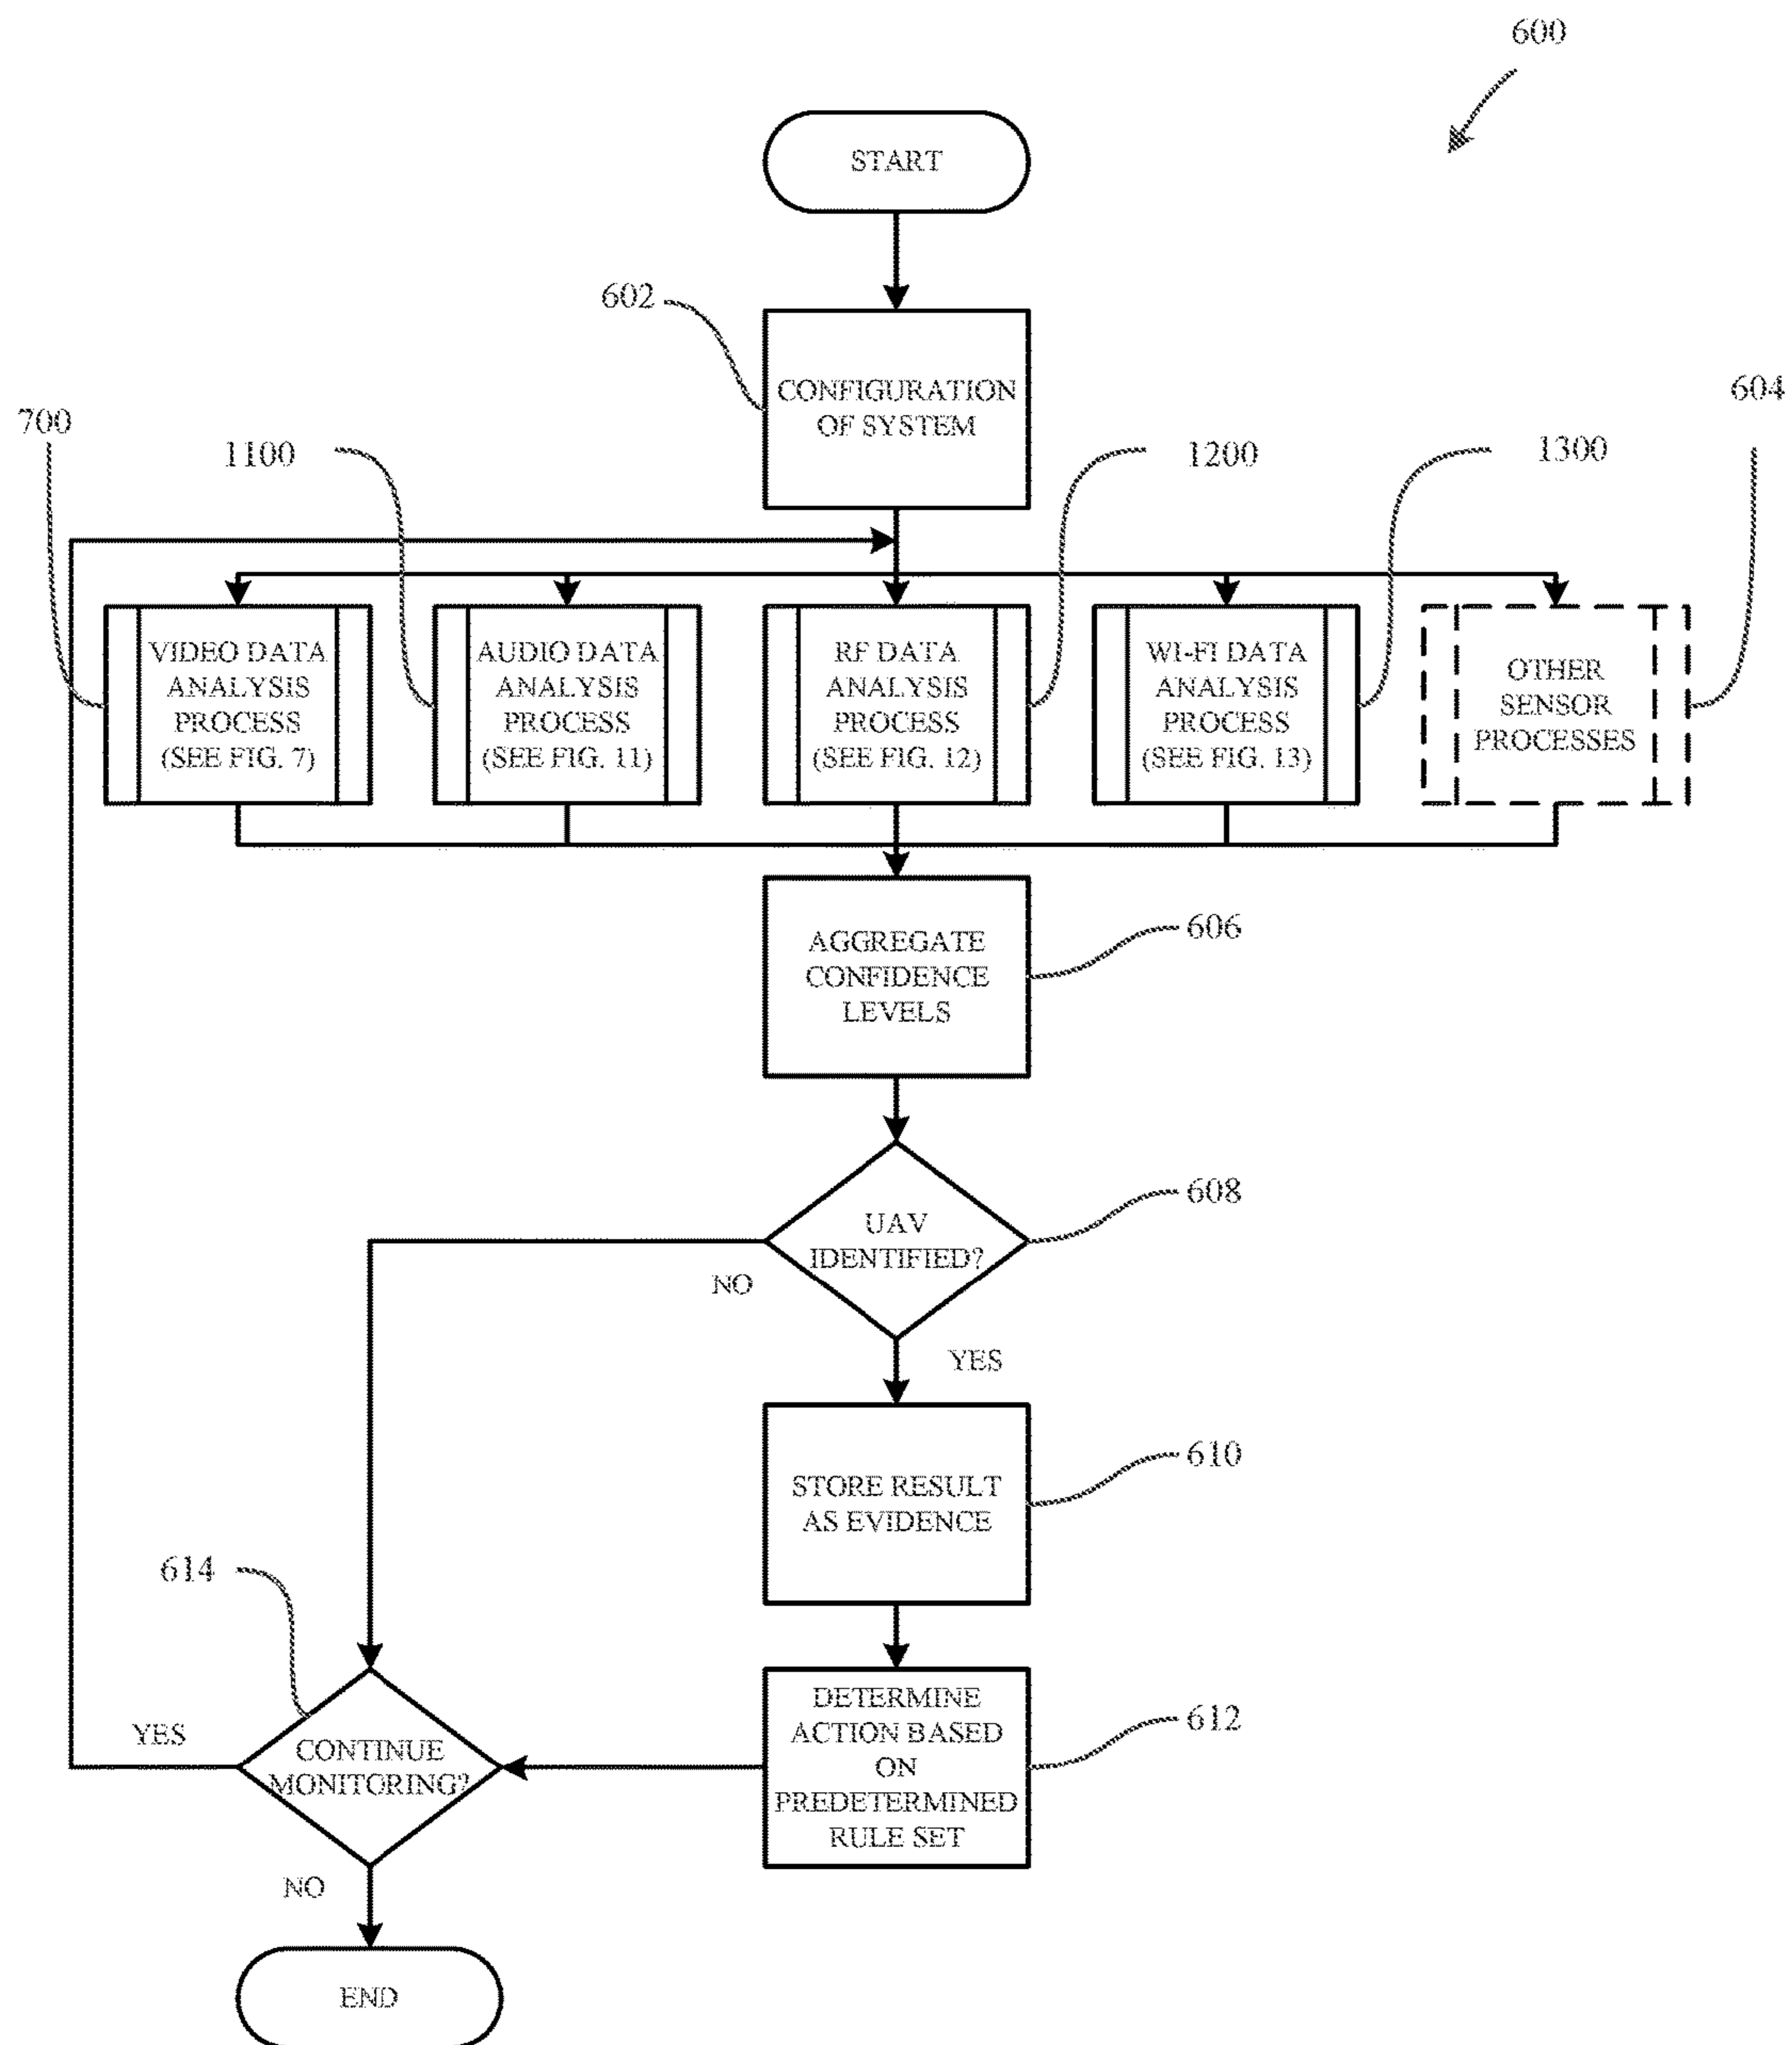 600
START
602
CONFIGURATION
OF SYSTEM
604
700
1100
1200
1300
VIDEO DATA
ANALYSIS
PROCESS
(SEE FIG. 7)
AUDIO DATA
ANALYSIS
PROCESS
(SEE FIG. 11)
RF DATA
ANALYSIS
PROCESS
(SEE FIG. 12)
WI-FI DATA
ANALYSIS
PROCESS
(SEE FIG. 13)
OTHER
SENSOR
PROCESSES
606
AGGREGATE
CONFIDENCE
LEVELS
608
UAV
IDENTIFIED?
NO
YES
610
STORE RESULT
AS EVIDENCE
614
612
DETERMINE
ACTION BASED
ON
PREDETERMINED
RULE SET
YES
CONTINUE
MONITORING?
NO
END